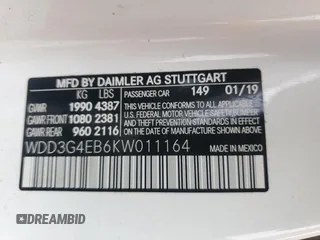 MFD BY DAIMLER AG STUTTGART
KG LBS PASSENGER CAR 149 01/19
GVWR 1990 4387 THIS VEHICLE CONFORMS TO ALL APPLICABLE
GAWR FRONT 1080 2381 U.S. FEDERAL MOTOR VEHICLE SAFETY, BUMPER,
GAWR REAR 960 2116 AND THEFT PREVENTION STANDARDS IN EFFECT
ON THE DATE OF MANUFACTURE SHOWN ABOVE.
WDD3G4EB6KW011164 MADE IN MEXICO
DREAMBID